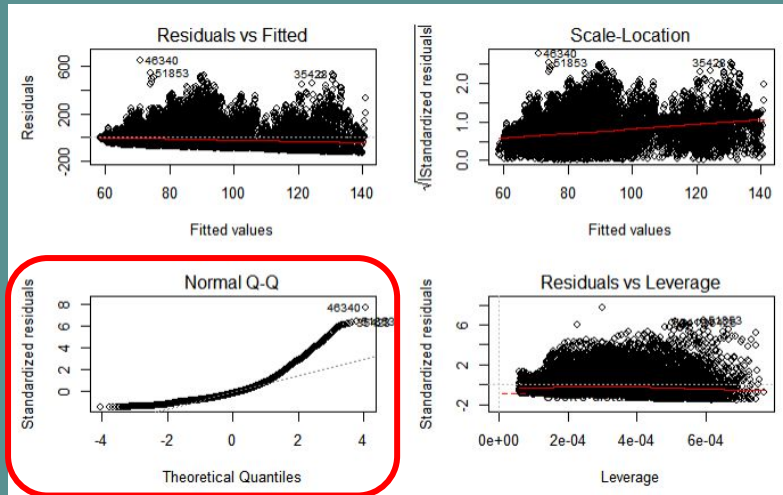 Residuals vs Fitted
Residuals
600
200
-200
46340
51853
60
80
100
120
140
Fitted values
Scale-Location
√|Standardized residuals|
2.0
1.0
0.0
46340
51853
60
80
100
120
140
Fitted values
Normal Q-Q
Standardized residuals
8
6
4
2
0
46340
-4
-2
0
2
4
Theoretical Quantiles
Residuals vs Leverage
Standardized residuals
6
2
-2
0e+00
2e-04
4e-04
6e-04
Leverage